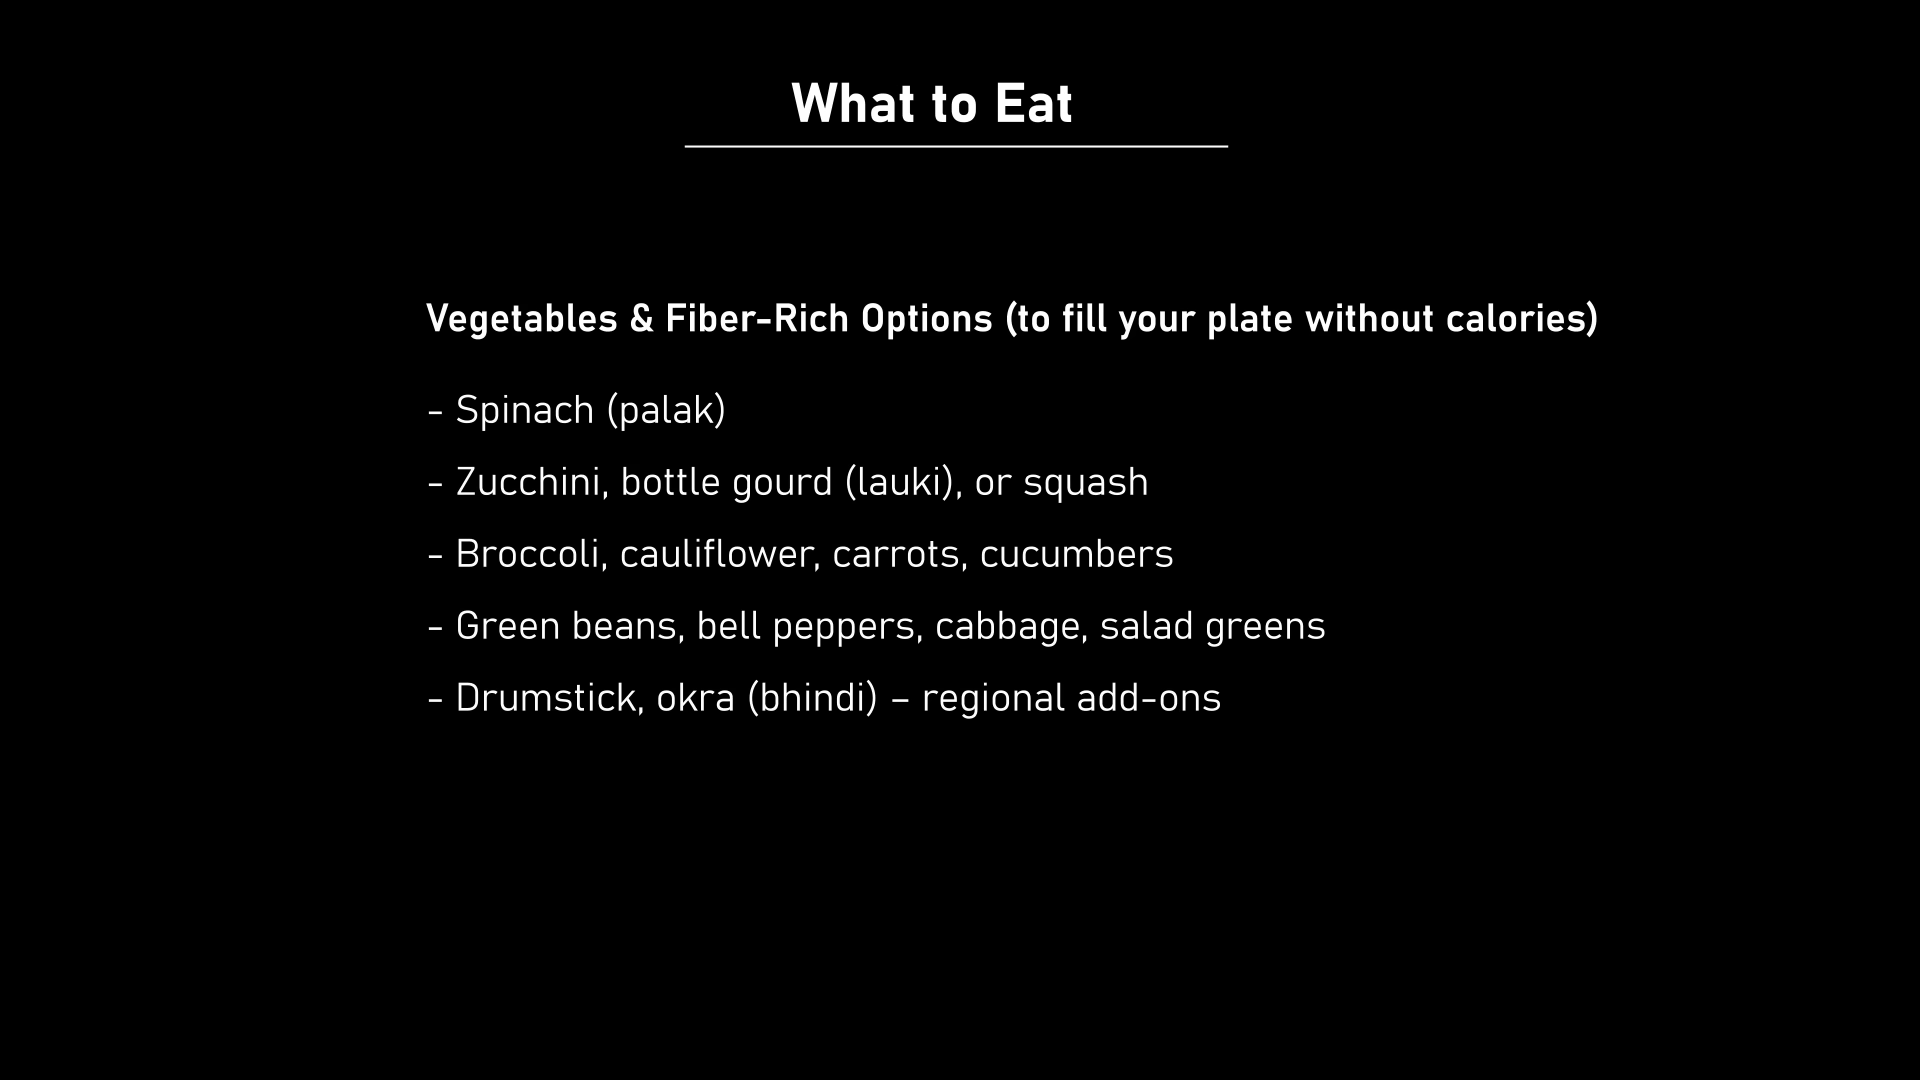 What to Eat
Vegetables & Fiber-Rich Options (to fill your plate without calories)
- Spinach (palak)
- Zucchini, bottle gourd (lauki), or squash
- Broccoli, cauliflower, carrots, cucumbers
- Green beans, bell peppers, cabbage, salad greens
- Drumstick, okra (bhindi) – regional add-ons